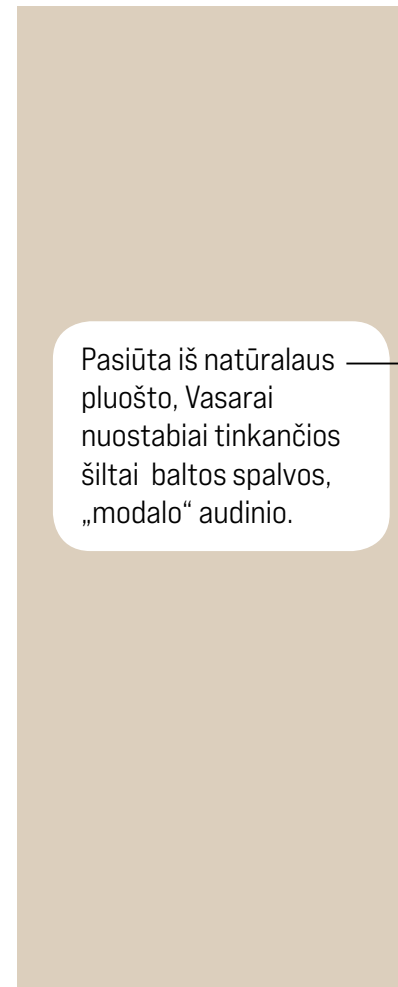 Pasiūta iš natūralaus
pluošto, Vasarai
nuostabiai tinkančios
šiltai  baltos spalvos,
„modalo“ audinio.